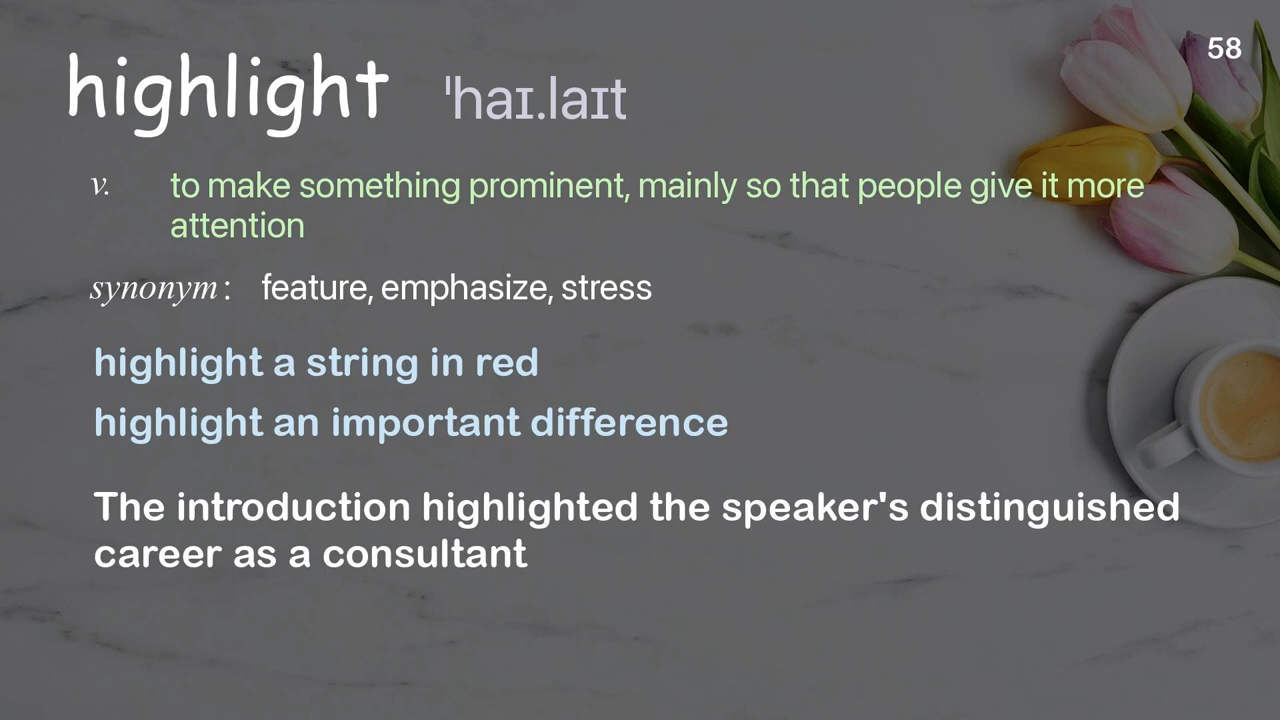 58
highlight ˈhaɪ.laɪt
v. to make something prominent, mainly so that people give it more
attention
synonym: feature, emphasize, stress
highlight a string in red
highlight an important difference
The introduction highlighted the speaker's distinguished
career as a consultant